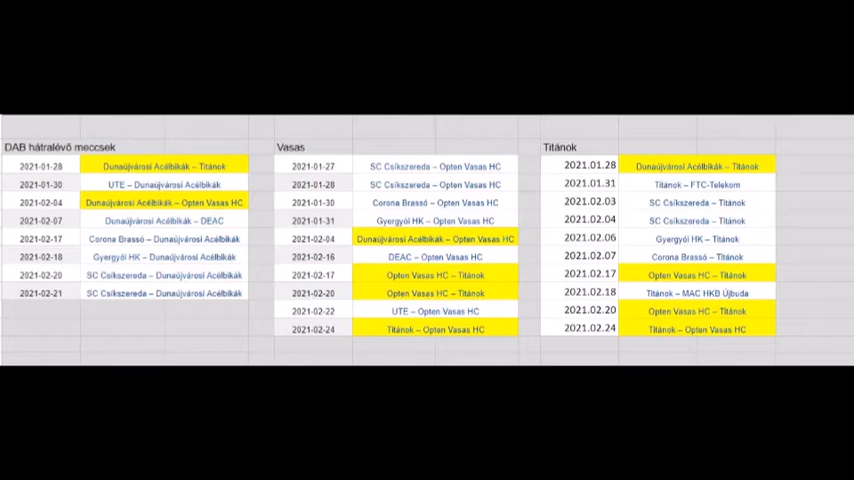 DAB hátralévő meccsek
2021-01-28 Dunaújvárosi Acélbikák – Titánok
2021-01-30 UTE – Dunaújvárosi Acélbikák
2021-02-04 Dunaújvárosi Acélbikák – Opten Vasas HC
2021-02-07 Dunaújvárosi Acélbikák – DEAC
2021-02-17 Corona Brassó – Dunaújvárosi Acélbikák
2021-02-18 Gyergyói HK – Dunaújvárosi Acélbikák
2021-02-20 SC Csíkszereda – Dunaújvárosi Acélbikák
2021-02-21 SC Csíkszereda – Dunaújvárosi Acélbikák
Vasas
2021-01-27 SC Csíkszereda – Opten Vasas HC
2021-01-28 SC Csíkszereda – Opten Vasas HC
2021-01-30 Corona Brassó – Opten Vasas HC
2021-01-31 Gyergyói HK – Opten Vasas HC
2021-02-04 Dunaújvárosi Acélbikák – Opten Vasas HC
2021-02-16 DEAC – Opten Vasas HC
2021-02-17 Opten Vasas HC – Titánok
2021-02-20 Opten Vasas HC – Titánok
2021-02-22 UTE – Opten Vasas HC
2021-02-24 Titánok – Opten Vasas HC
Titánok
2021.01.28 Dunaújvárosi Acélbikák – Titánok
2021.01.31 Titánok – FTC-Telekom
2021.02.03 SC Csíkszereda – Titánok
2021.02.04 SC Csíkszereda – Titánok
2021.02.06 Gyergyói HK – Titánok
2021.02.07 Corona Brassó – Titánok
2021.02.17 Opten Vasas HC – Titánok
2021.02.18 Titánok – MAC HKB Újbuda
2021.02.20 Opten Vasas HC – Titánok
2021.02.24 Titánok – Opten Vasas HC